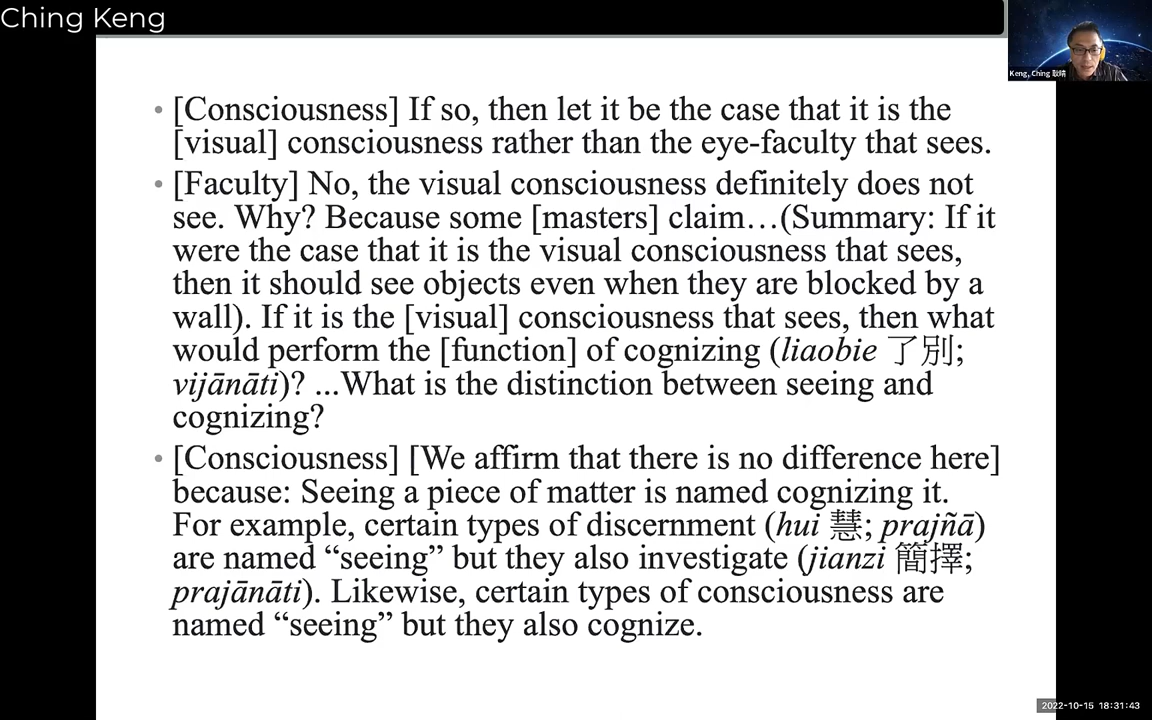 Ching Keng
Keng, Ching 耿晴
• [Consciousness] If so, then let it be the case that it is the
[visual] consciousness rather than the eye-faculty that sees.
• [Faculty] No, the visual consciousness definitely does not
see. Why? Because some [masters] claim…(Summary: If it
were the case that it is the visual consciousness that sees,
then it should see objects even when they are blocked by a
wall). If it is the [visual] consciousness that sees, then what
would perform the [function] of cognizing (liaobie 了別;
vijānāti)? ...What is the distinction between seeing and
cognizing?
• [Consciousness] [We affirm that there is no difference here]
because: Seeing a piece of matter is named cognizing it.
For example, certain types of discernment (hui 慧; prajñā)
are named “seeing” but they also investigate (jianzi 簡擇;
prajānāti). Likewise, certain types of consciousness are
named “seeing” but they also cognize.
2022-10-15 18:31:43